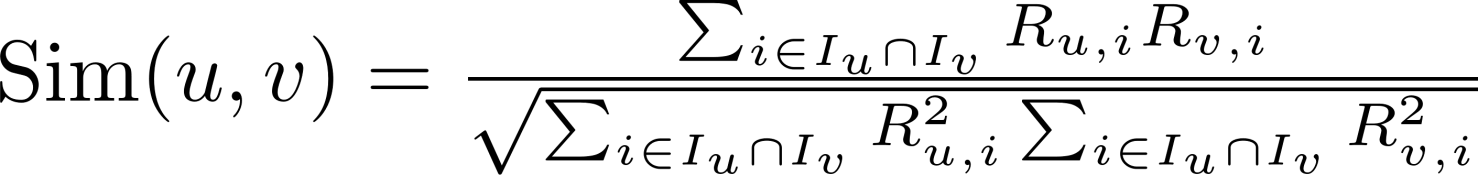 Sim(u, v) = \frac{\sum_{i \in I_u \cap I_v} R_{u,i} R_{v,i}}{\sqrt{\sum_{i \in I_u \cap I_v} R_{u,i}^2 \sum_{i \in I_u \cap I_v} R_{v,i}^2}}